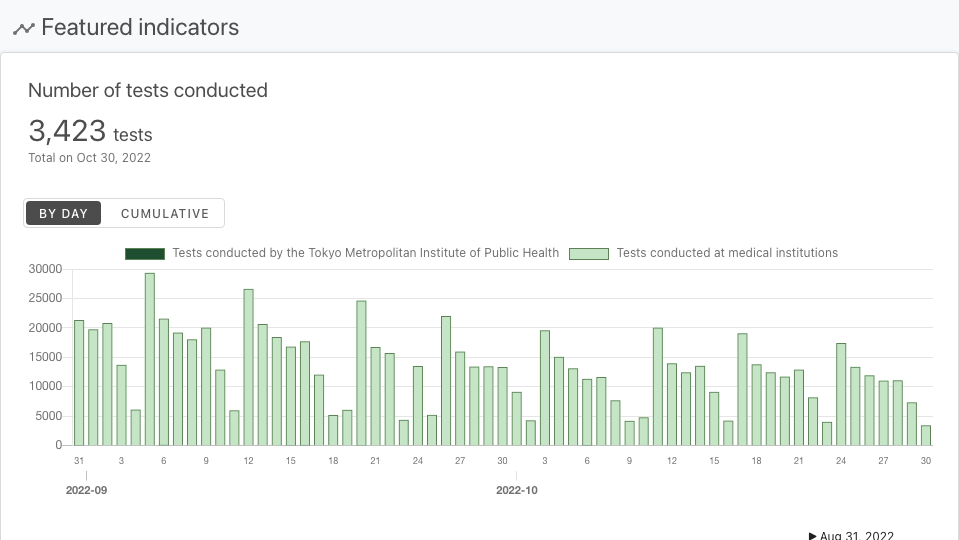 Featured indicators
Number of tests conducted
3,423 tests
Total on Oct 30, 2022
BY DAY CUMULATIVE
Tests conducted by the Tokyo Metropolitan Institute of Public Health Tests conducted at medical institutions
30000
25000
20000
15000
10000
5000
0
31 3 6 9 12 15 18 21 24 27 30 3 6 9 12 15 18 21 24 27 30
2022-09 2022-10
Aug 31, 2022